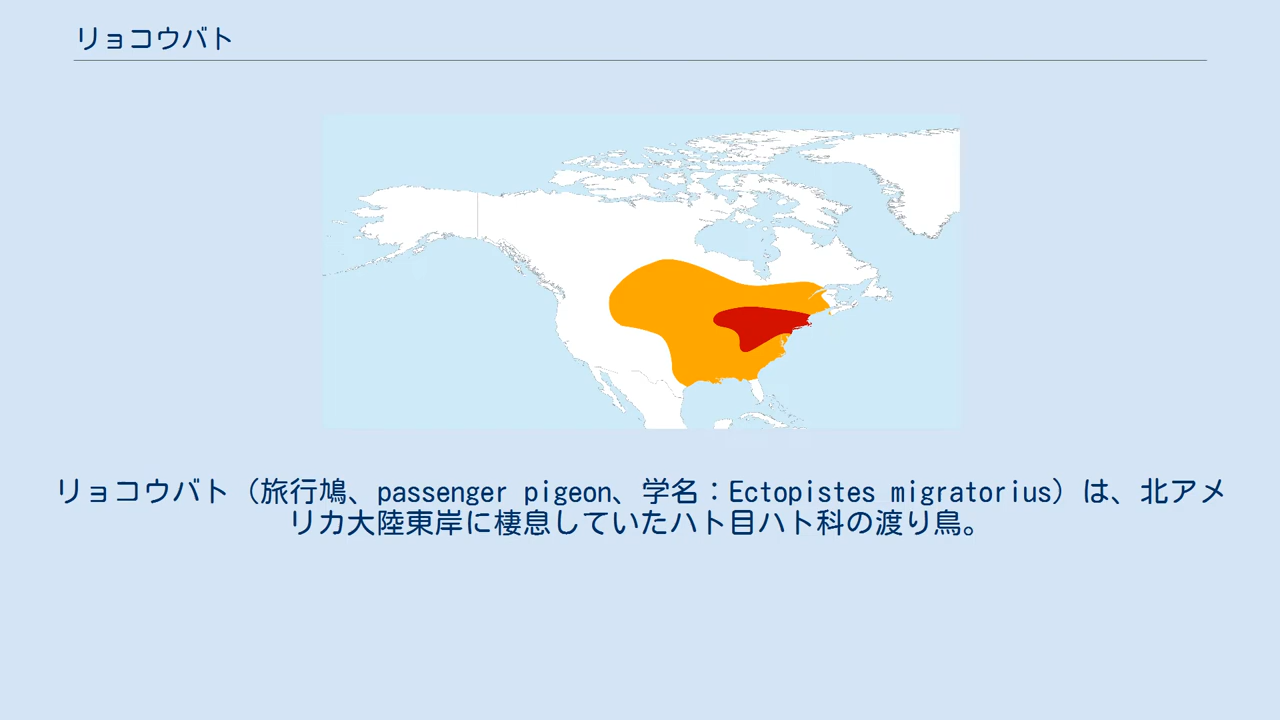 リョコウバト
リョコウバト（旅行鳩、passenger pigeon、学名：Ectopistes migratorius）は、北アメ
リカ大陸東岸に棲息していたハト目ハト科の渡り鳥。